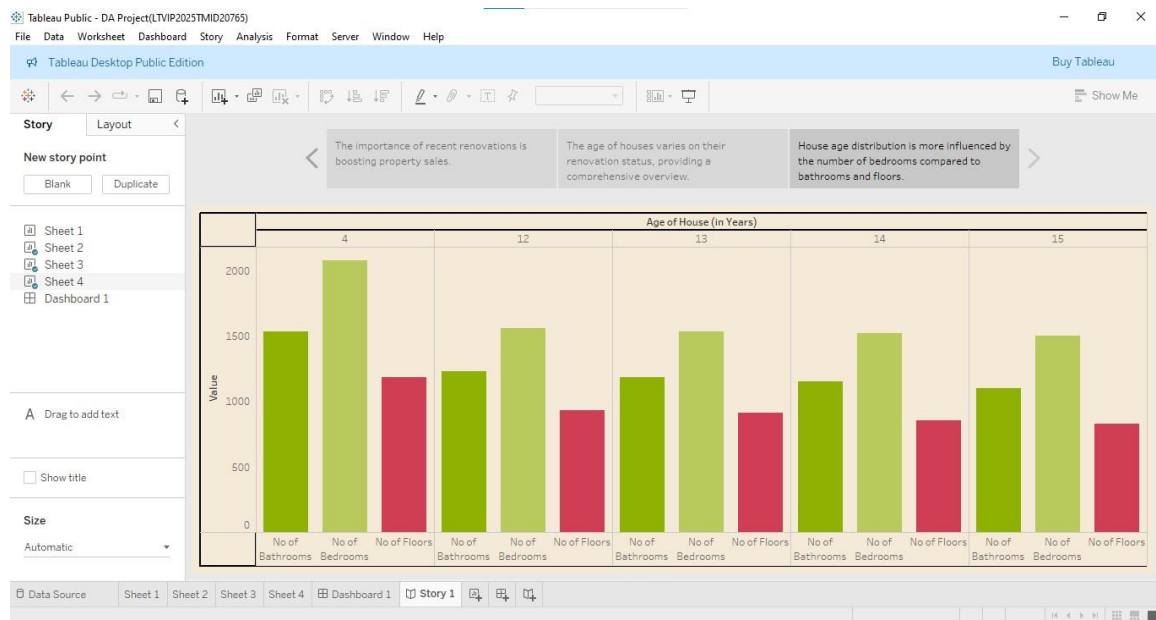 Tableau Public - DA Project(LTVIP2025TMID20765)
File Data Worksheet Dashboard Story Analysis Format Server Window Help
Tableau Desktop Public Edition
Buy Tableau
Show Me
Story Layout
New story point
Blank Duplicate
Sheet 1
Sheet 2
Sheet 3
Sheet 4
Dashboard 1
A Drag to add text
Show title
Size
Automatic
The importance of recent renovations is
boosting property sales.
The age of houses varies on their
renovation status, providing a
comprehensive overview.
House age distribution is more influenced by
the number of bedrooms compared to
bathrooms and floors.
Age of House (in Years)
4 12 13 14 15
Value
2000
1500
1000
500
0
No of Bathrooms No of Bedrooms No of Floors No of Bathrooms No of Bedrooms No of Floors No of Bathrooms No of Bedrooms No of Floors No of Bathrooms No of Bedrooms No of Floors No of Bathrooms No of Bedrooms No of Floors
Data Source Sheet 1 Sheet 2 Sheet 3 Sheet 4 Dashboard 1 Story 1